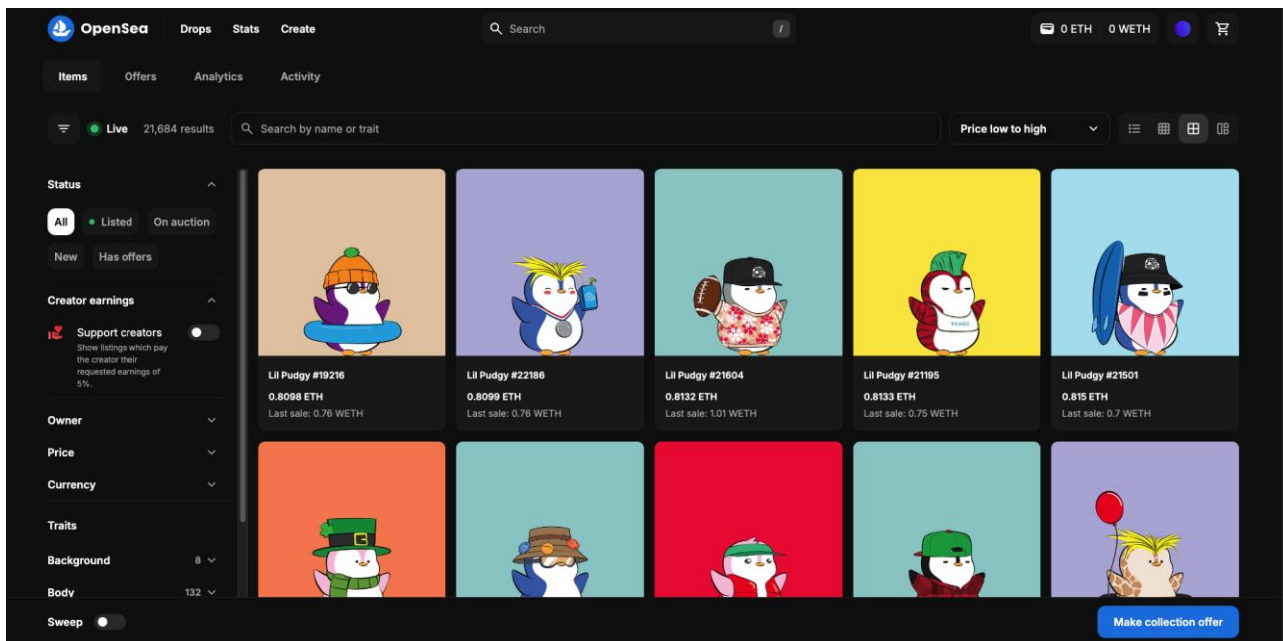 OpenSea Drops Stats Create Search / 0 ETH 0 WETH
Items Offers Analytics Activity
Live 21,684 results Search by name or trait Price low to high
Status
All Listed On auction
New Has offers
Creator earnings
Support creators
Show listings which pay
the creator their
requested earnings of
5%.
Owner
Price
Currency
Traits
Background 8
Body 132
Lil Pudgy #19216
0.8098 ETH
Last sale: 0.76 WETH
Lil Pudgy #22186
0.8099 ETH
Last sale: 0.76 WETH
Lil Pudgy #21604
0.8132 ETH
Last sale: 1.01 WETH
Lil Pudgy #21195
0.8133 ETH
Last sale: 0.75 WETH
Lil Pudgy #21501
0.815 ETH
Last sale: 0.7 WETH
Sweep Make collection offer